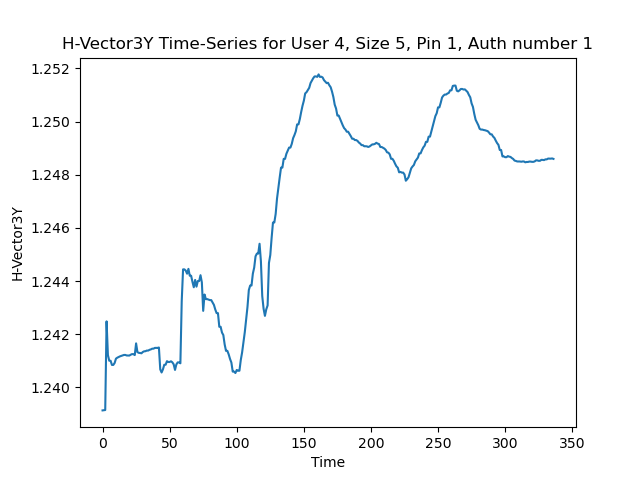 H-Vector3Y Time-Series for User 4, Size 5, Pin 1, Auth number 1
1.252
1.250
1.248
1.246
1.244
1.242
1.240
H-Vector3Y
0 50 100 150 200 250 300 350
Time